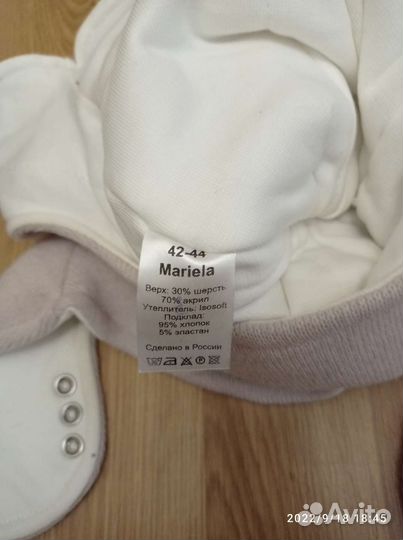 42-44
Mariela
Верх: 30% шерсть
70% акрил
Утеплитель: Isosoft
Подклад:
95% хлопок
5% эластан
Сделано в России
2022/9/18 18:45
Avito